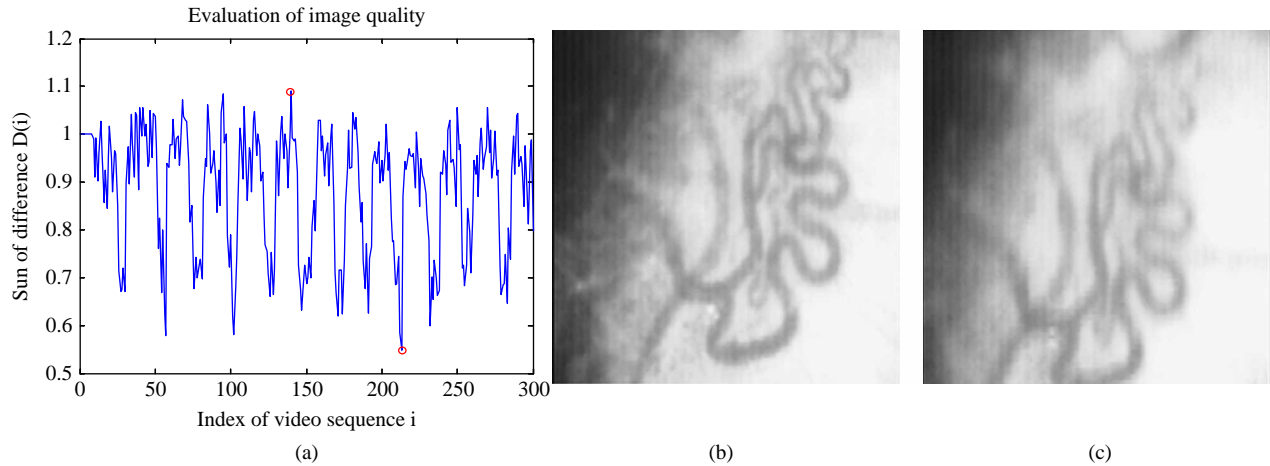 Evaluation of image quality
1.2
1.1
1
0.9
0.8
0.7
0.6
0.5
Sun of difference D(i)
0 50 100 150 200 250 300
Index of video sequence i
(a) (b) (c)